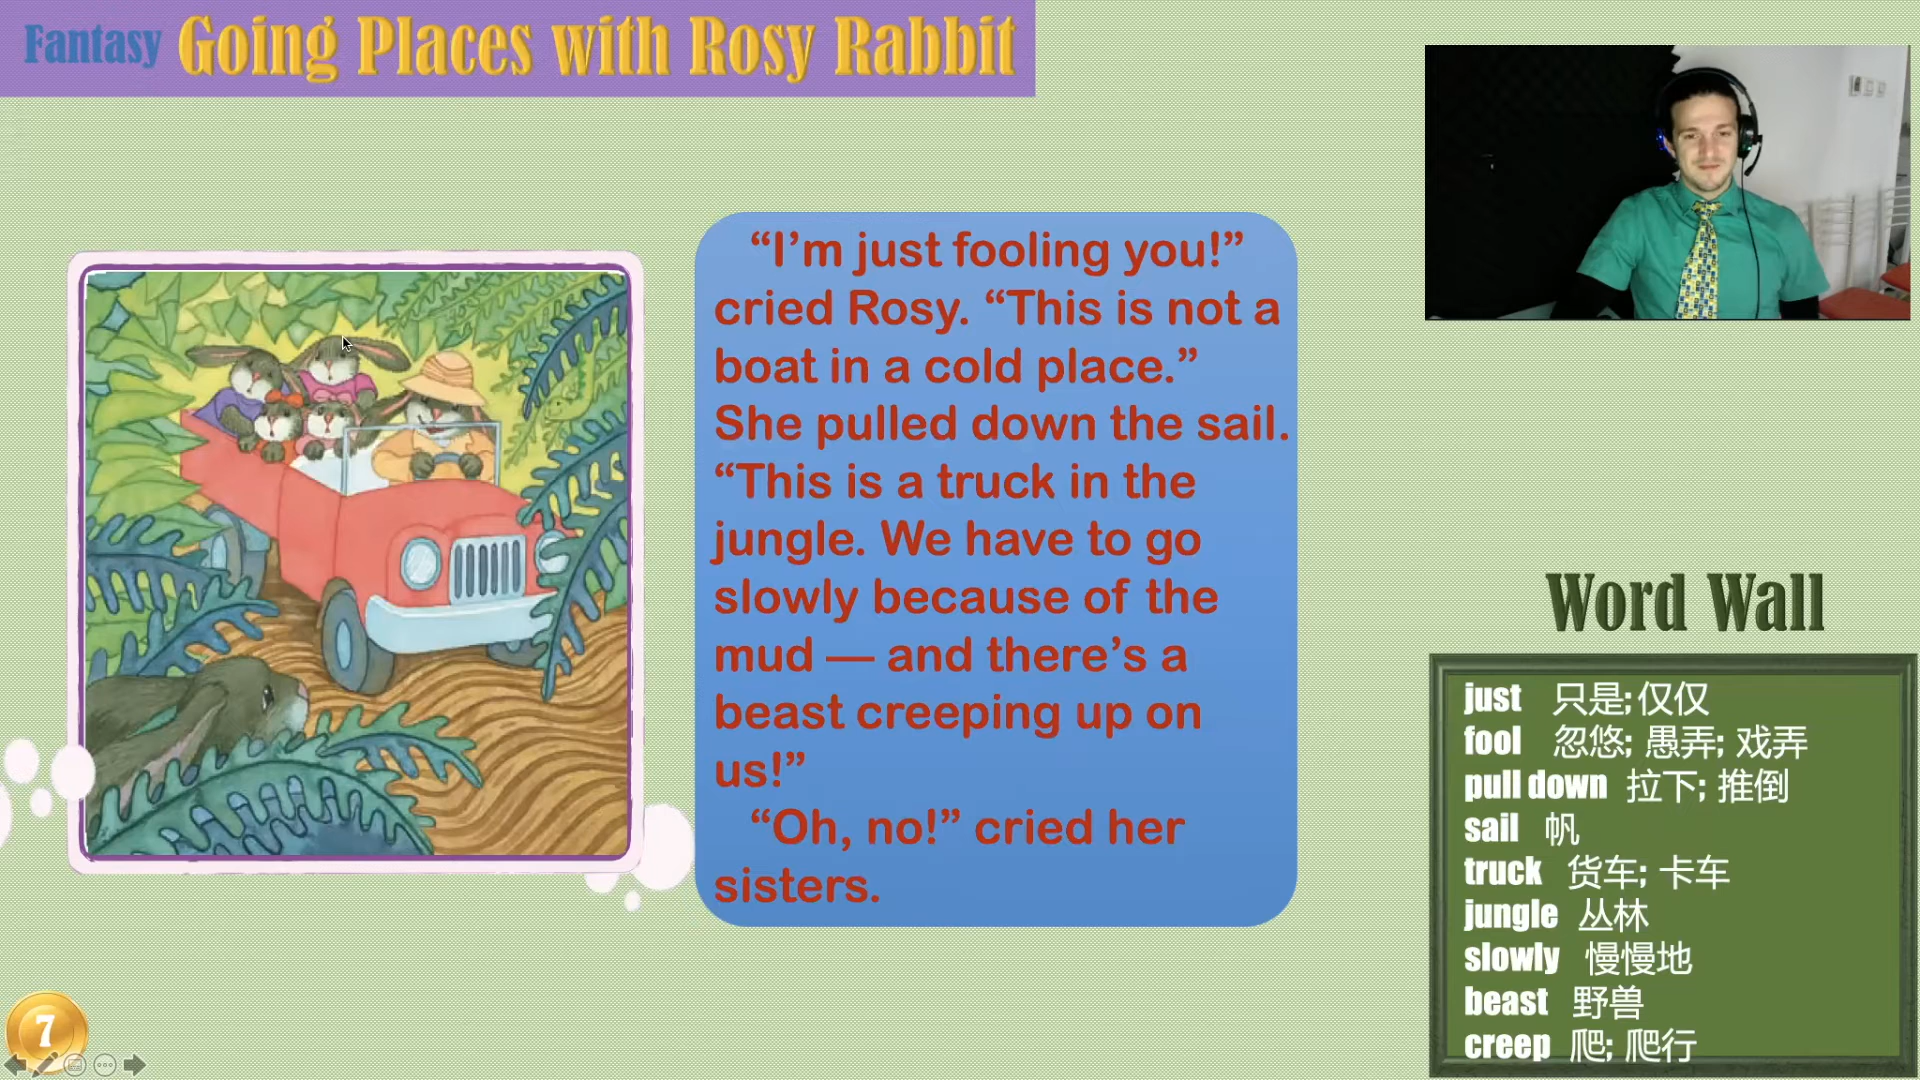 Fantasy Going Places with Rosy Rabbit
“I’m just fooling you!”
cried Rosy. “This is not a
boat in a cold place.”
She pulled down the sail.
“This is a truck in the
jungle. We have to go
slowly because of the
mud — and there’s a
beast creeping up on
us!”
“Oh, no!” cried her
sisters.
Word Wall
just 只是; 仅仅
fool 忽悠; 愚弄; 戏弄
pull down 拉下; 推倒
sail 帆
truck 货车; 卡车
jungle 丛林
slowly 慢慢地
beast 野兽
creep 爬; 爬行
7